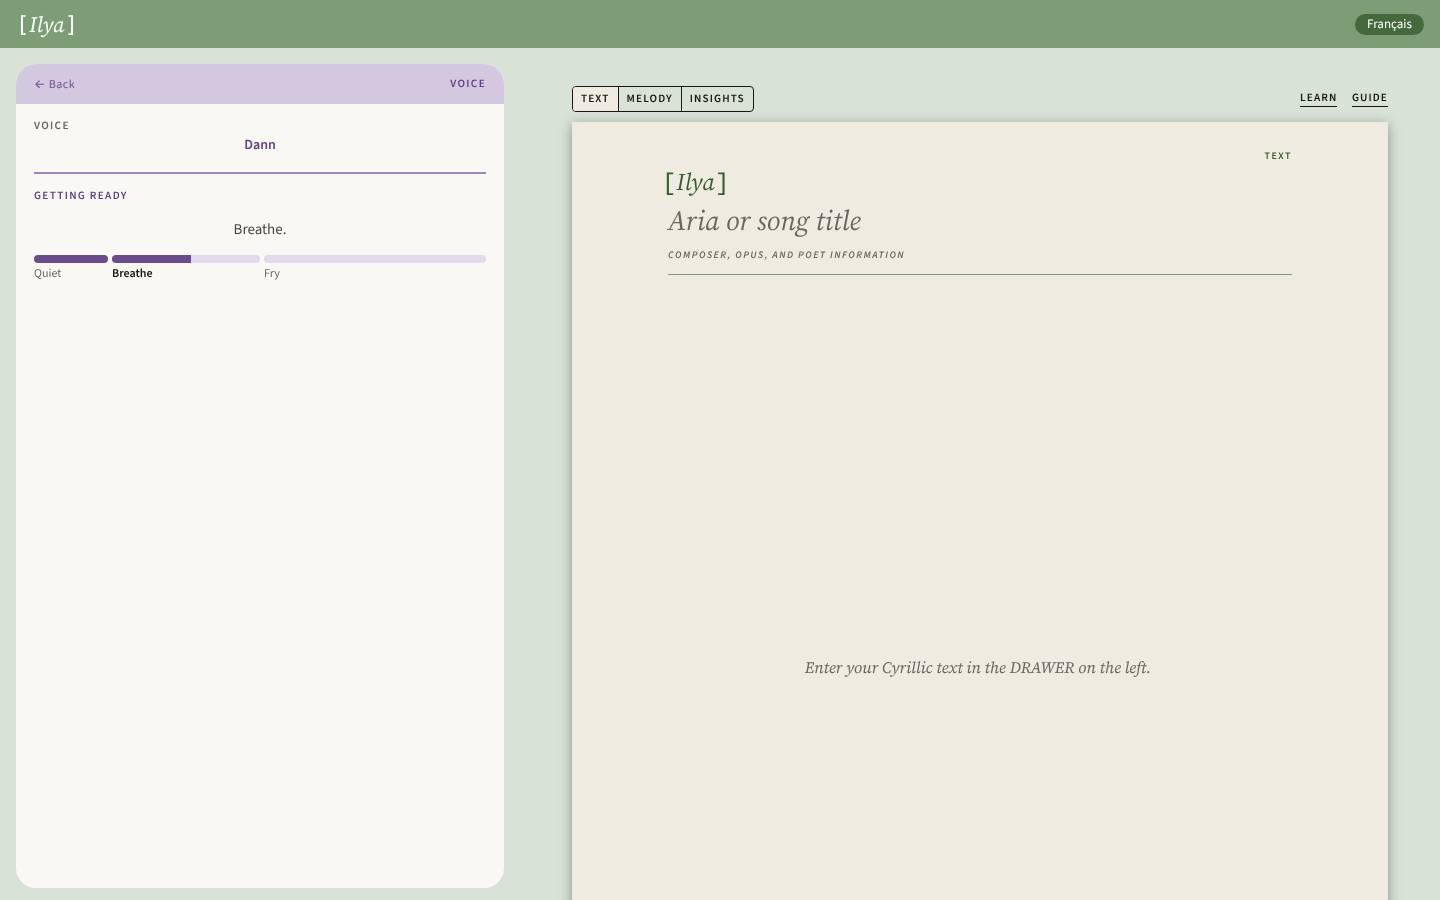 [Ilya]
Français
← Back
VOICE
VOICE
Dann
GETTING READY
Breathe.
Quiet
Breathe
Fry
TEXT
MELODY
INSIGHTS
LEARN
GUIDE
TEXT
[Ilya]
Aria or song title
COMPOSER, OPUS, AND POET INFORMATION
Enter your Cyrillic text in the DRAWER on the left.